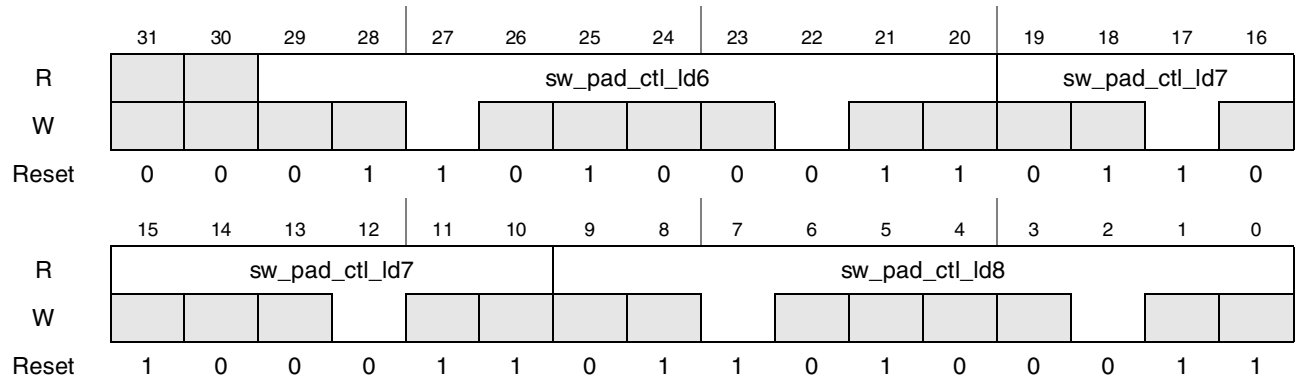 31 30 29 28 27 26 25 24 23 22 21 20 19 18 17 16
R sw_pad_ctl_ld6 sw_pad_ctl_ld7
W
Reset 0 0 0 1 1 0 1 0 0 0 1 1 0 1 1 0
15 14 13 12 11 10 9 8 7 6 5 4 3 2 1 0
R sw_pad_ctl_ld7 sw_pad_ctl_ld8
W
Reset 1 0 0 0 1 1 0 1 1 0 1 0 0 0 1 1